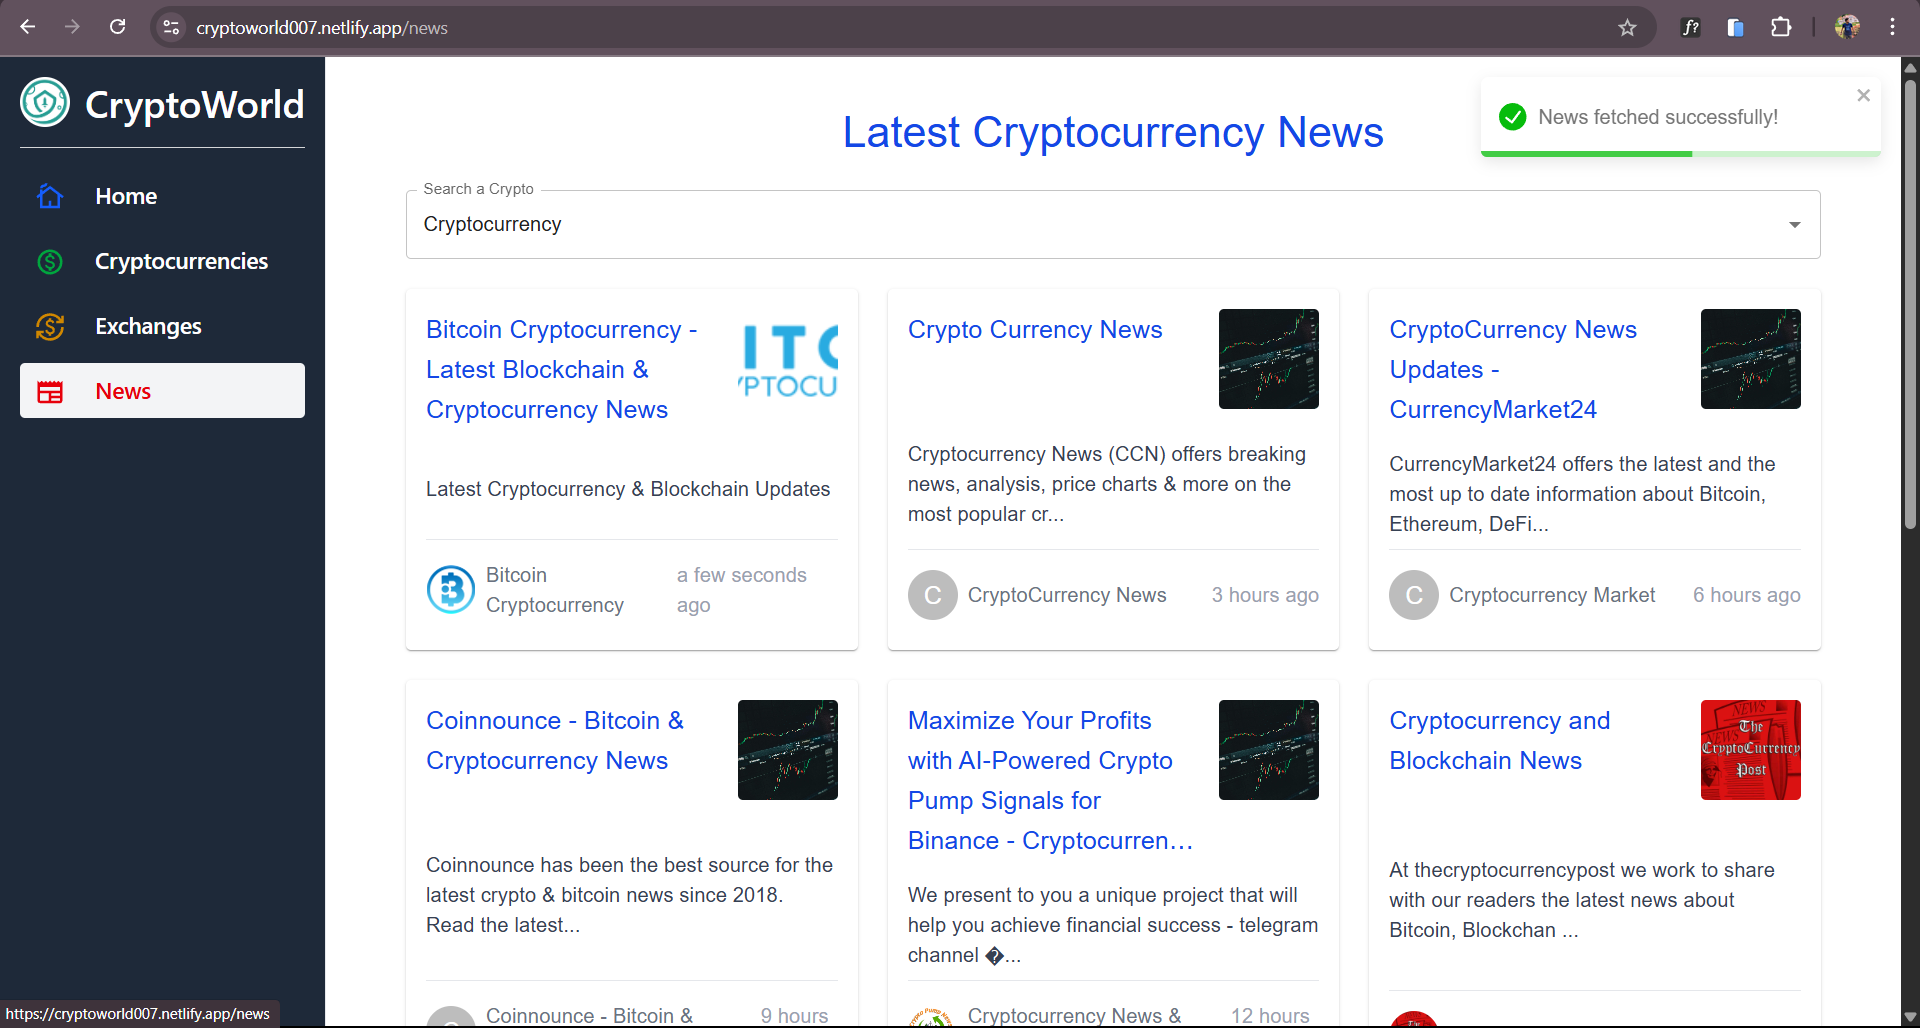 cryptoworld007.netlify.app/news
f?
CryptoWorld
Home
Cryptocurrencies
Exchanges
News
News fetched successfully!
Latest Cryptocurrency News
Search a Crypto
Cryptocurrency
Bitcoin Cryptocurrency -
Latest Blockchain &
Cryptocurrency News
ITC
YPTOCU
Latest Cryptocurrency & Blockchain Updates
Bitcoin
Cryptocurrency
a few seconds
ago
Crypto Currency News
Cryptocurrency News (CCN) offers breaking
news, analysis, price charts & more on the
most popular cr...
C
CryptoCurrency News
3 hours ago
CryptoCurrency News
Updates -
CurrencyMarket24
CurrencyMarket24 offers the latest and the
most up to date information about Bitcoin,
Ethereum, DeFi...
C
Cryptocurrency Market
6 hours ago
Coinnounce - Bitcoin &
Cryptocurrency News
Coinnounce has been the best source for the
latest crypto & bitcoin news since 2018.
Read the latest...
Coinnounce - Bitcoin &
9 hours
Maximize Your Profits
with AI-Powered Crypto
Pump Signals for
Binance - Cryptocurren...
We present to you a unique project that will
help you achieve financial success - telegram
channel �...
Cryptocurrency News &
12 hours
Cryptocurrency and
Blockchain News
NEWS
The
CryptoCurrency
Post
At thecryptocurrencypost we work to share
with our readers the latest news about
Bitcoin, Blockchan ...
https://cryptoworld007.netlify.app/news